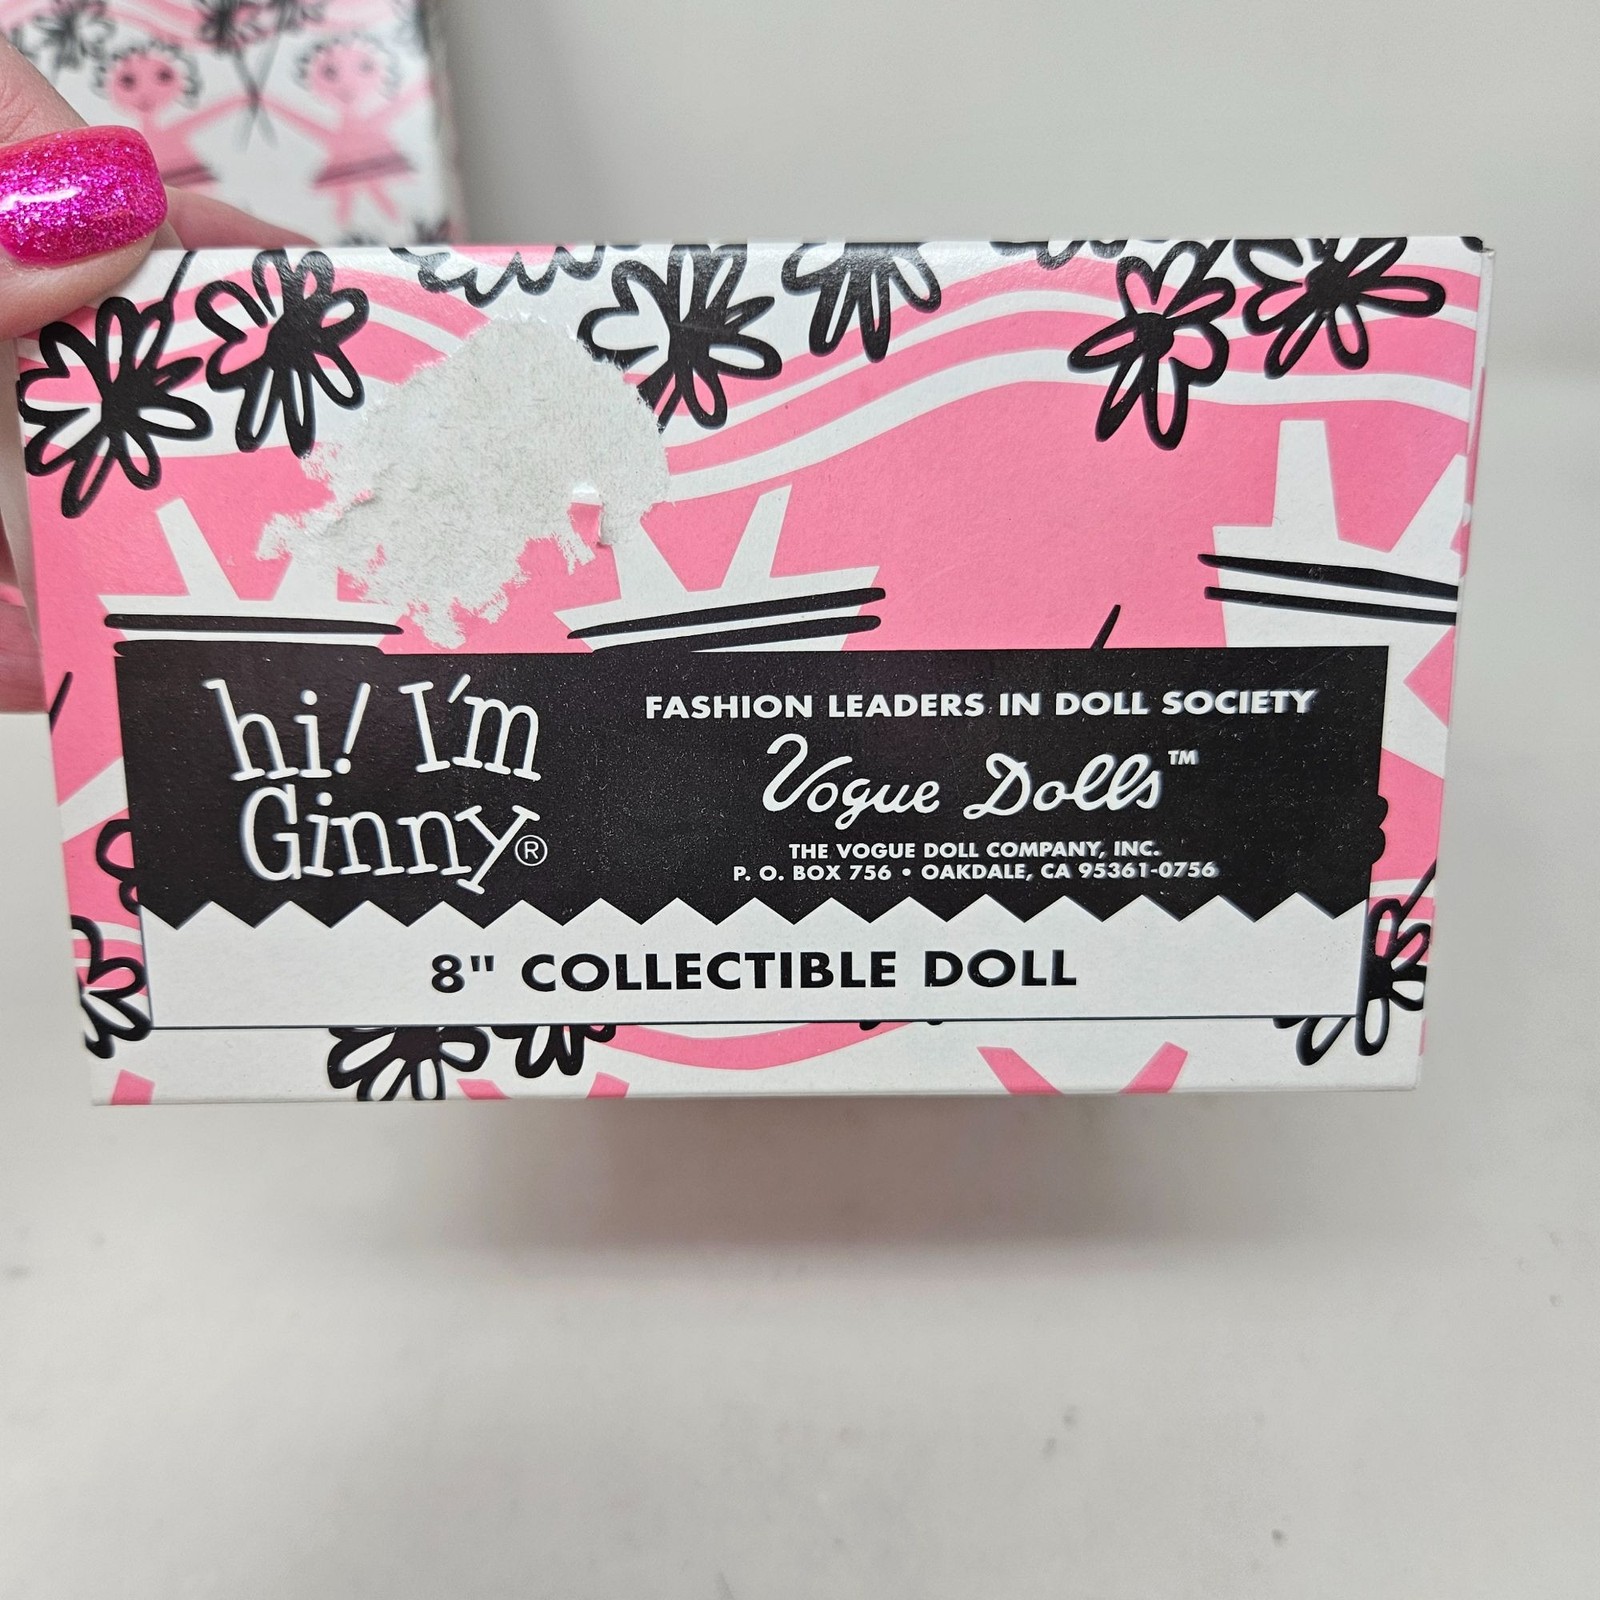 hi! I'm
Ginny®
FASHION LEADERS IN DOLL SOCIETY
Vogue Dolls™
THE VOGUE DOLL COMPANY, INC.
P. O. BOX 756 • OAKDALE, CA 95361-0756
8" COLLECTIBLE DOLL